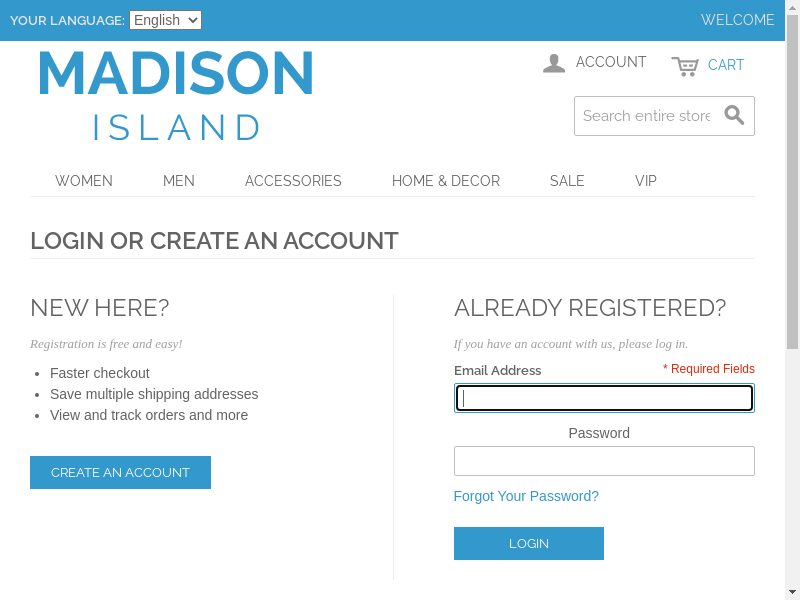 YOUR LANGUAGE: English
WELCOME
MADISON
ISLAND
ACCOUNT
CART
Search entire store
WOMEN MEN ACCESSORIES HOME & DECOR SALE VIP
LOGIN OR CREATE AN ACCOUNT
NEW HERE?
Registration is free and easy!
Faster checkout
Save multiple shipping addresses
View and track orders and more
CREATE AN ACCOUNT
ALREADY REGISTERED?
If you have an account with us, please log in.
Email Address
* Required Fields
Password
Forgot Your Password?
LOGIN